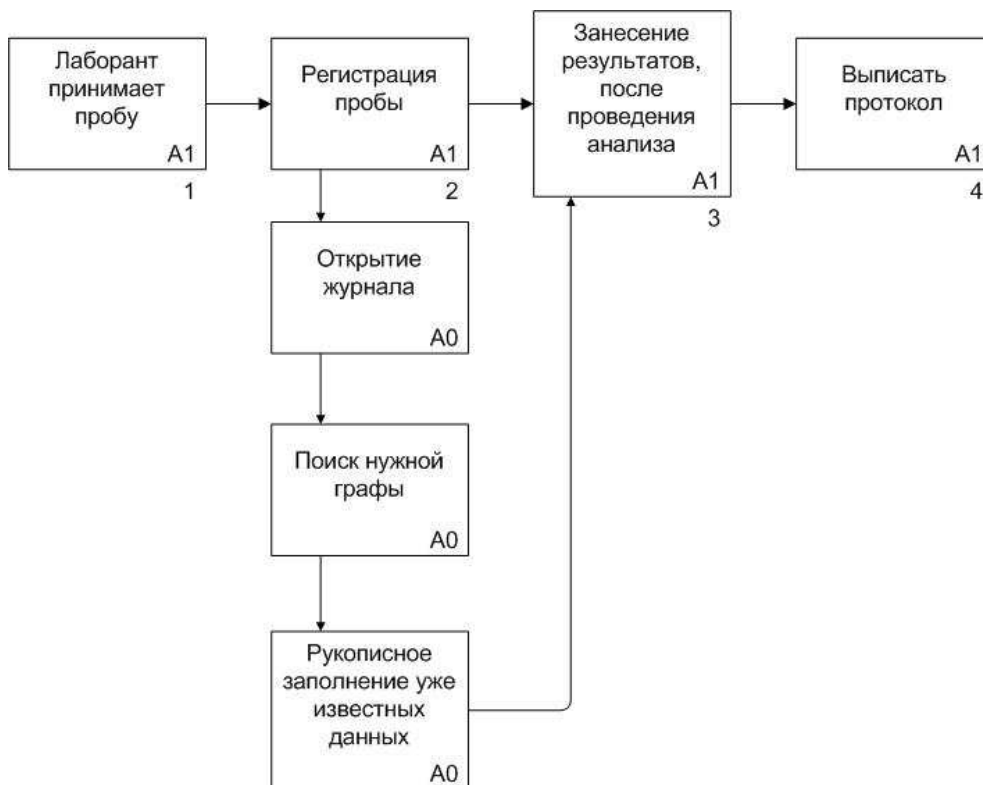 Лаборант
принимает
пробу
A1
1
Регистрация
пробы
A1
2
Занесение
результатов,
после
проведения
анализа
A1
3
Выписать
протокол
A1
4
Открытие
журнала
A0
Поиск нужной
графы
A0
Рукописное
заполнение уже
известных
данных
A0